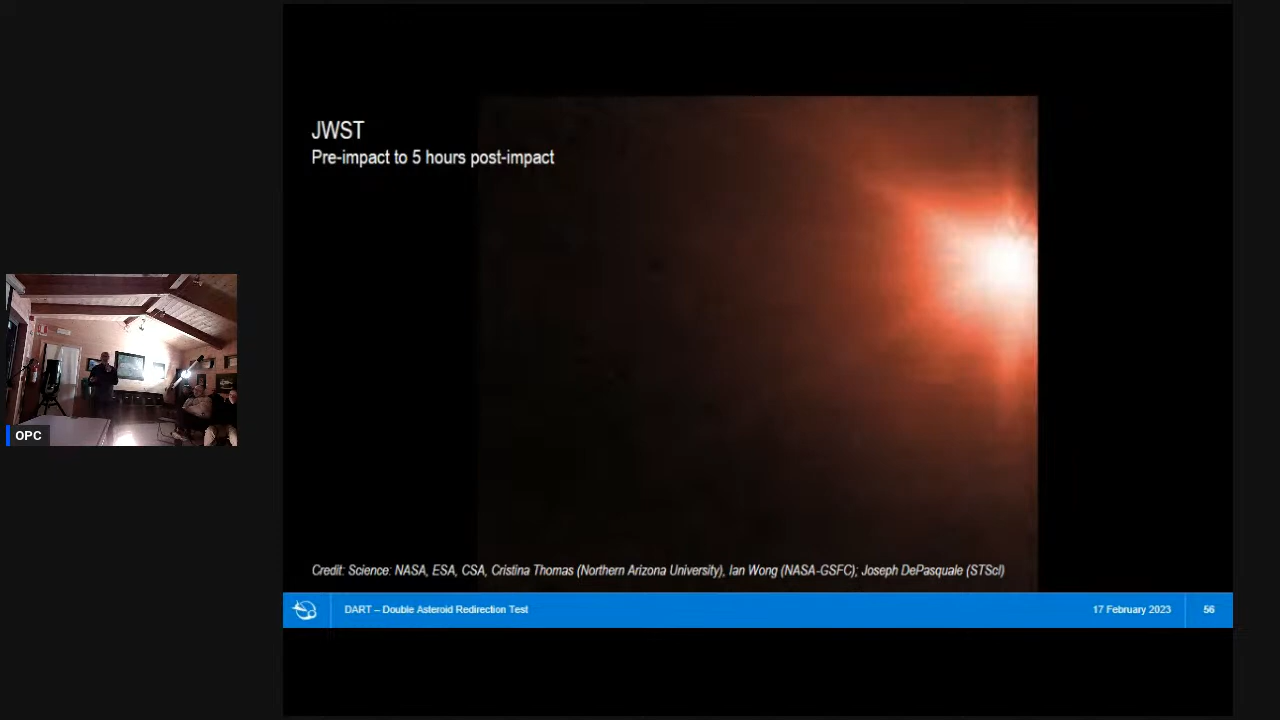 JWST
Pre-impact to 5 hours post-impact
OPC
Credit: Science: NASA, ESA, CSA, Cristina Thomas (Northern Arizona University), Ian Wong (NASA-GSFC); Joseph DePasquale (STScI)
DART – Double Asteroid Redirection Test
17 February 2023
56